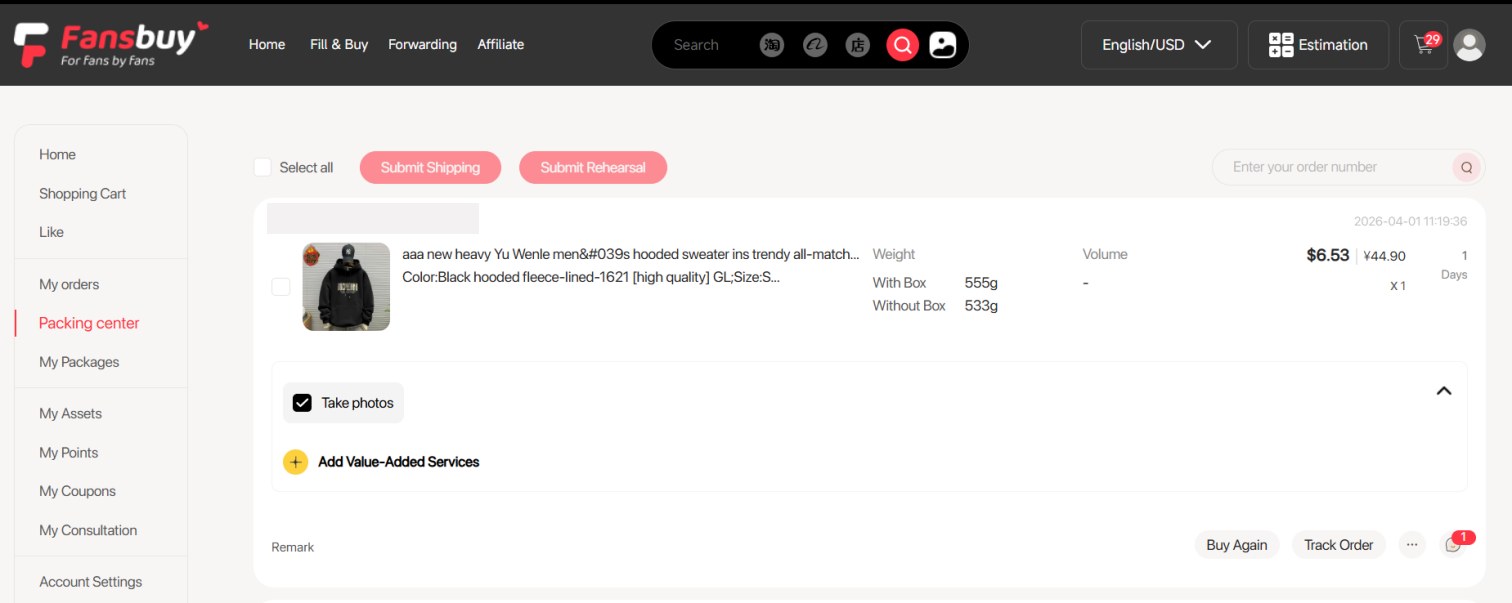 Fansbuy
For Fans by Fans
Home
Fill & Buy
Forwarding
Affiliate
Search
淘
店
English/USD
Estimation
29
Home
Shopping Cart
Like
My orders
Packing center
My Packages
My Assets
My Points
My Coupons
My Consultation
Account Settings
Select all
Submit Shipping
Submit Rehearsal
Enter your order number
2026-04-01 11:19:36
aaa new heavy Yu Wenle men&#039s hooded sweater ins trendy all-match...
Color:Black hooded fleece-lined-1621 [high quality] GL;Size:S...
Weight
With Box 555g
Without Box 533g
Volume
-
$6.53 ¥44.90
X 1
1
Days
Take photos
Add Value-Added Services
Remark
Buy Again
Track Order
...
1